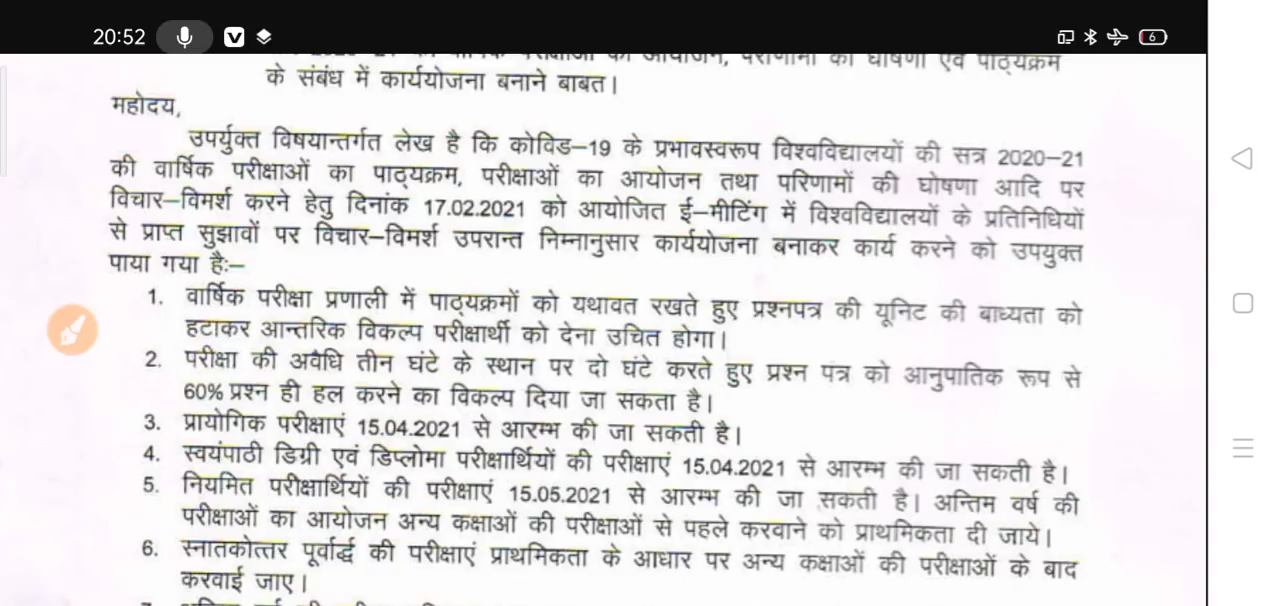 20:52
6
के संबंध में कार्ययोजना बनाने बाबत।
महोदय,
उपर्युक्त विषयान्तर्गत लेख है कि कोविड–19 के प्रभावस्वरूप विश्वविद्यालयों की सत्र 2020–21
की वार्षिक परीक्षाओं का पाठ्यक्रम, परीक्षाओं का आयोजन तथा परिणामों की घोषणा आदि पर
विचार–विमर्श करने हेतु दिनांक 17.02.2021 को आयोजित ई–मीटिंग में विश्वविद्यालयों के प्रतिनिधियों
से प्राप्त सुझावों पर विचार–विमर्श उपरान्त निम्नानुसार कार्ययोजना बनाकर कार्य करने को उपयुक्त
पाया गया हैः–
1. वार्षिक परीक्षा प्रणाली में पाठ्यक्रमों को यथावत रखते हुए प्रश्नपत्र की यूनिट की बाध्यता को
हटाकर आन्तरिक विकल्प परीक्षार्थी को देना उचित होगा।
2. परीक्षा की अवधि तीन घंटे के स्थान पर दो घंटे करते हुए प्रश्न पत्र को आनुपातिक रूप से
60% प्रश्न ही हल करने का विकल्प दिया जा सकता है।
3. प्रायोगिक परीक्षाएं 15.04.2021 से आरम्भ की जा सकती है।
4. स्वयंपाठी डिग्री एवं डिप्लोमा परीक्षार्थियों की परीक्षाएं 15.04.2021 से आरम्भ की जा सकती है।
5. नियमित परीक्षार्थियों की परीक्षाएं 15.05.2021 से आरम्भ की जा सकती है। अन्तिम वर्ष की
परीक्षाओं का आयोजन अन्य कक्षाओं की परीक्षाओं से पहले करवाने को प्राथमिकता दी जाये।
6. स्नातकोत्तर पूर्वार्द्ध की परीक्षाएं प्राथमिकता के आधार पर अन्य कक्षाओं की परीक्षाओं के बाद
करवाई जाए।